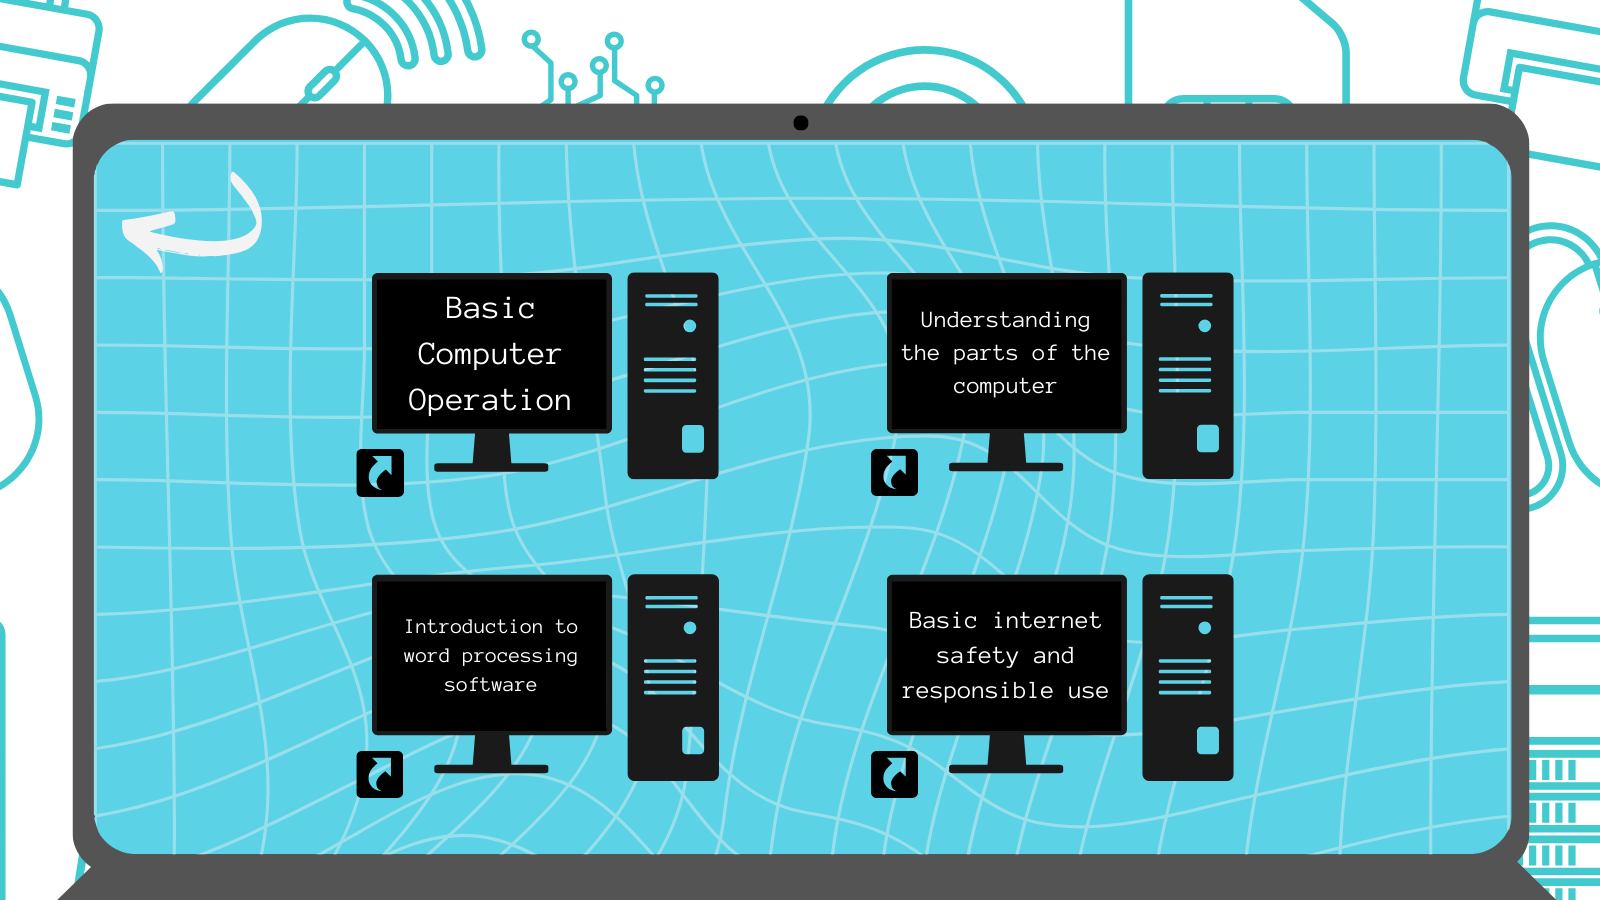 Basic
Computer
Operation
Understanding
the parts of the
computer
Introduction to
word processing
software
Basic internet
safety and
responsible use